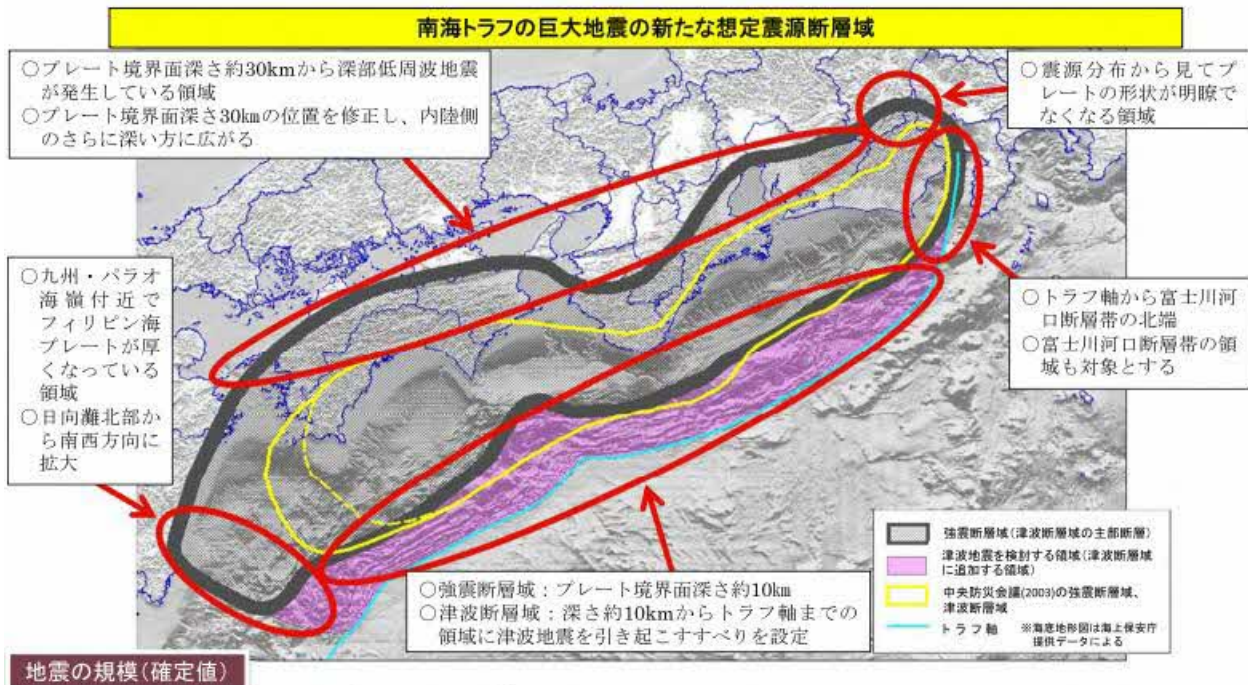 南海トラフの巨大地震の新たな想定震源断層域
○プレート境界面深さ約30kmから深部低周波地震
が発生している領域
○プレート境界面深さ30kmの位置を修正し、内陸側
のさらに深い方に広がる
○震源分布から見てプ
レートの形状が明瞭で
なくなる領域
○九州・パラオ
海嶺付近で
フィリピン海
プレートが厚
くなっている
領域
○日向灘北部か
ら南西方向に
拡大
○トラフ軸から富士川河
口断層帯の北端
○富士川河口断層帯の領
域も対象とする
○強震断層域：プレート境界面深さ約10km
○津波断層域：深さ約10kmからトラフ軸までの
領域に津波地震を引き起こすすべりを設定
強震断層域(津波断層域の主部断層)
津波地震を検討する領域(津波断層域
に追加する領域)
中央防災会議(2003)の強震断層域、
津波断層域
トラフ軸 ※海底地形図は海上保安庁
提供データによる
地震の規模(確定値)